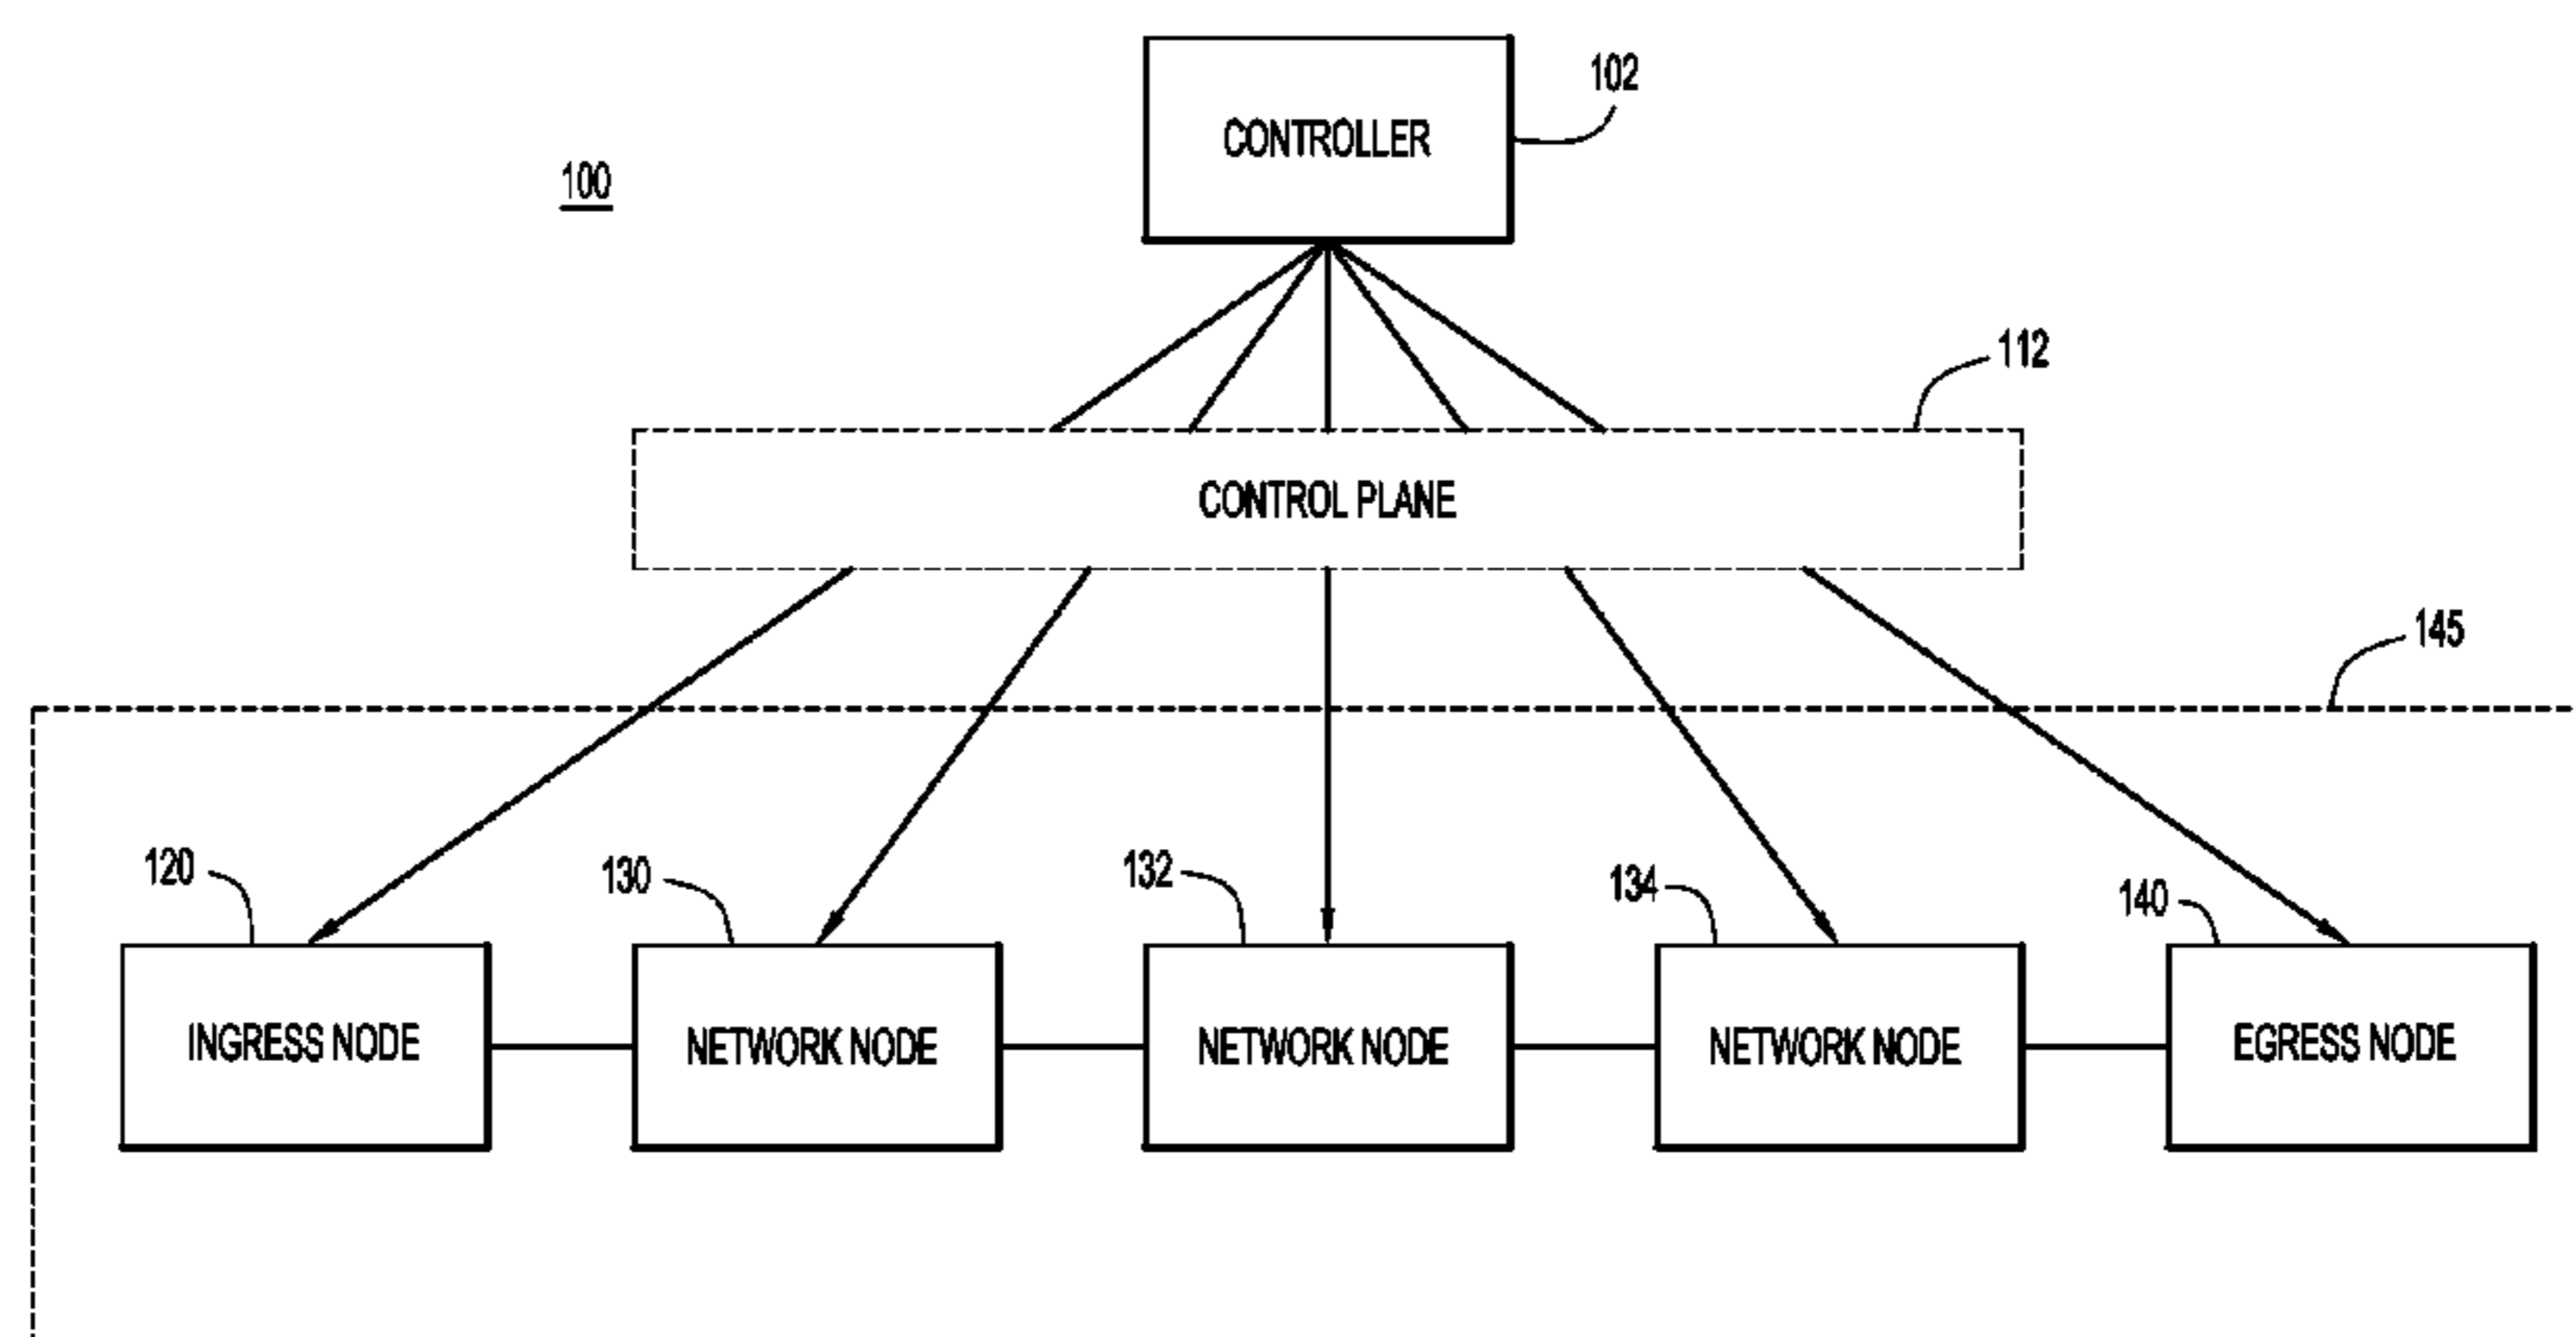 102
CONTROLLER
100
112
CONTROL PLANE
145
120
130
132
134
140
INGRESS NODE
NETWORK NODE
NETWORK NODE
NETWORK NODE
EGRESS NODE